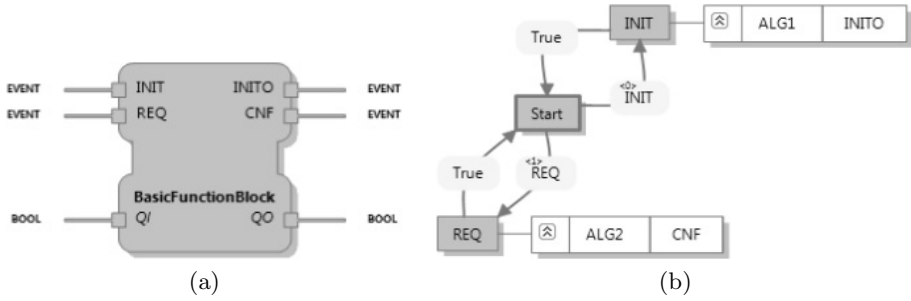 EVENT INIT INITO EVENT
EVENT REQ CNF EVENT
BasicFunctionBlock
BOOL QI QO BOOL
(a)
INIT ALG1 INITO
True
<0>
INIT
Start
<1>
True REQ
REQ ALG2 CNF
(b)